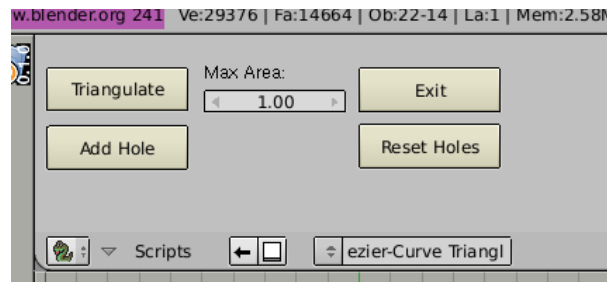 w.blender.org 241 Ve:29376 | Fa:14664 | Ob:22-14 | La:1 | Mem:2.58M
Triangulate
Max Area:
1.00
Exit
Add Hole
Reset Holes
Scripts
ezier-Curve Triangl